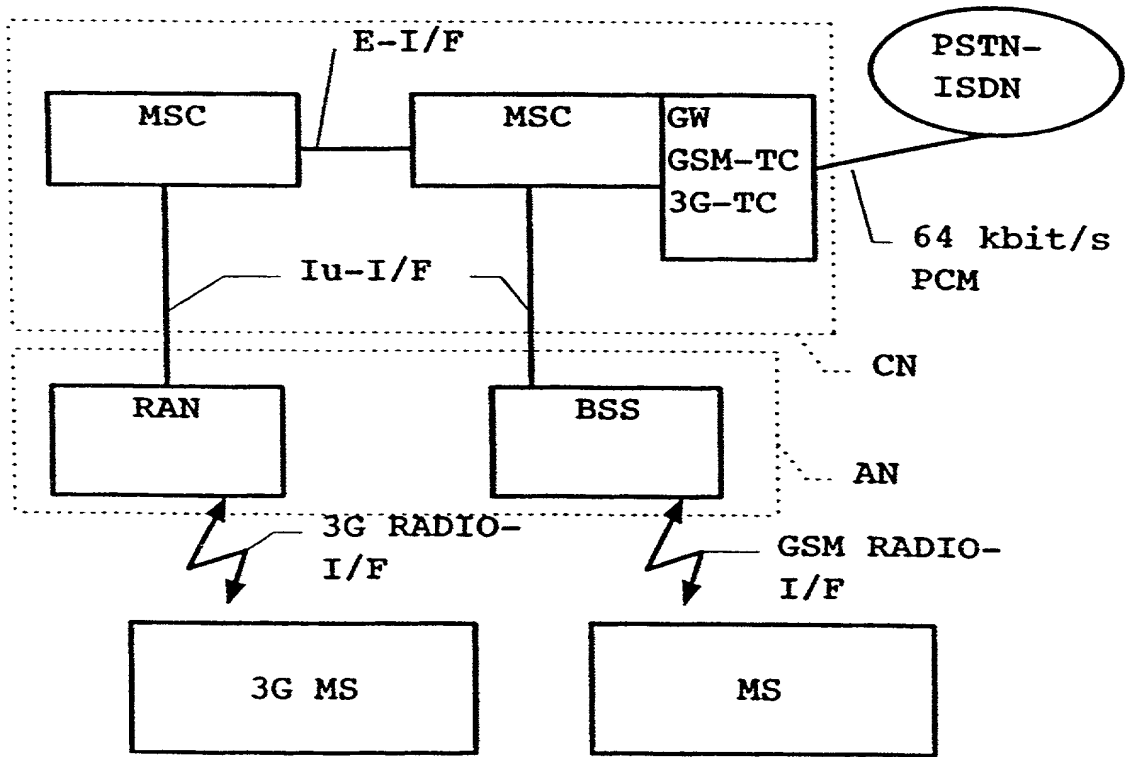 E-I/F
PSTN-
ISDN
MSC
MSC
GW
GSM-TC
3G-TC
64 kbit/s
PCM
Iu-I/F
CN
RAN
BSS
AN
3G RADIO-
I/F
GSM RADIO-
I/F
3G MS
MS